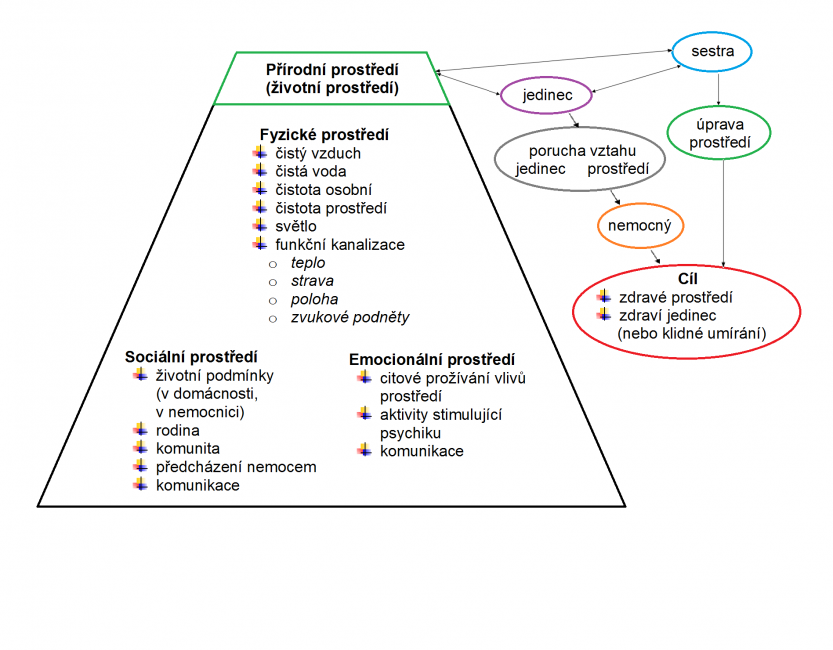 Přírodní prostředí
(životní prostředí)
Fyzické prostředí
čistý vzduch
čistá voda
čistota osobní
čistota prostředí
světlo
funkční kanalizace
teplo
strava
poloha
zvukové podněty
Sociální prostředí
životní podmínky
(v domácnosti,
v nemocnici)
rodina
komunita
předcházení nemocem
komunikace
Emocionální prostředí
citové prožívání vlivů
prostředí
aktivity stimulující
psychiku
komunikace
sestra
jedinec
úprava
prostředí
porucha vztahu
jedinec prostředí
nemocný
Cíl
zdravé prostředí
zdraví jedinec
(nebo klidné umírání)